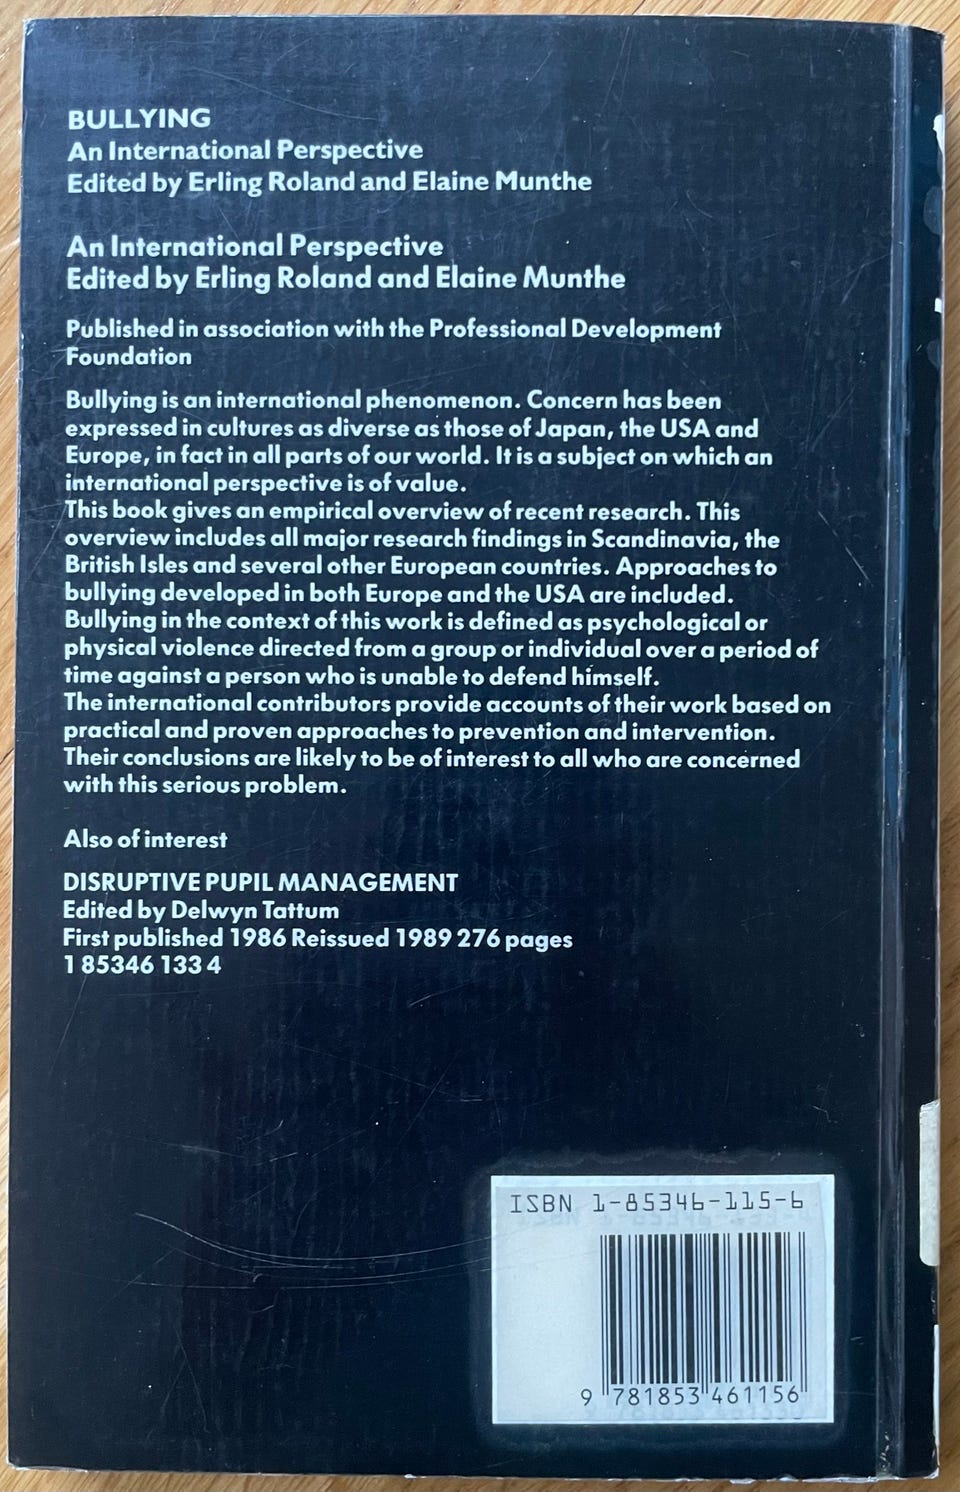 BULLYING
An International Perspective
Edited by Erling Roland and Elaine Munthe
An International Perspective
Edited by Erling Roland and Elaine Munthe
Published in association with the Professional Development
Foundation
Bullying is an international phenomenon. Concern has been
expressed in cultures as diverse as those of Japan, the USA and
Europe, in fact in all parts of our world. It is a subject on which an
international perspective is of value.
This book gives an empirical overview of recent research. This
overview includes all major research findings in Scandinavia, the
British Isles and several other European countries. Approaches to
bullying developed in both Europe and the USA are included.
Bullying in the context of this work is defined as psychological or
physical violence directed from a group or individual over a period of
time against a person who is unable to defend himself.
The international contributors provide accounts of their work based on
practical and proven approaches to prevention and intervention.
Their conclusions are likely to be of interest to all who are concerned
with this serious problem.
Also of interest
DISRUPTIVE PUPIL MANAGEMENT
Edited by Delwyn Tattum
First published 1986 Reissued 1989 276 pages
1 85346 133 4
ISBN 1-85346-115-6
9 781853 461156